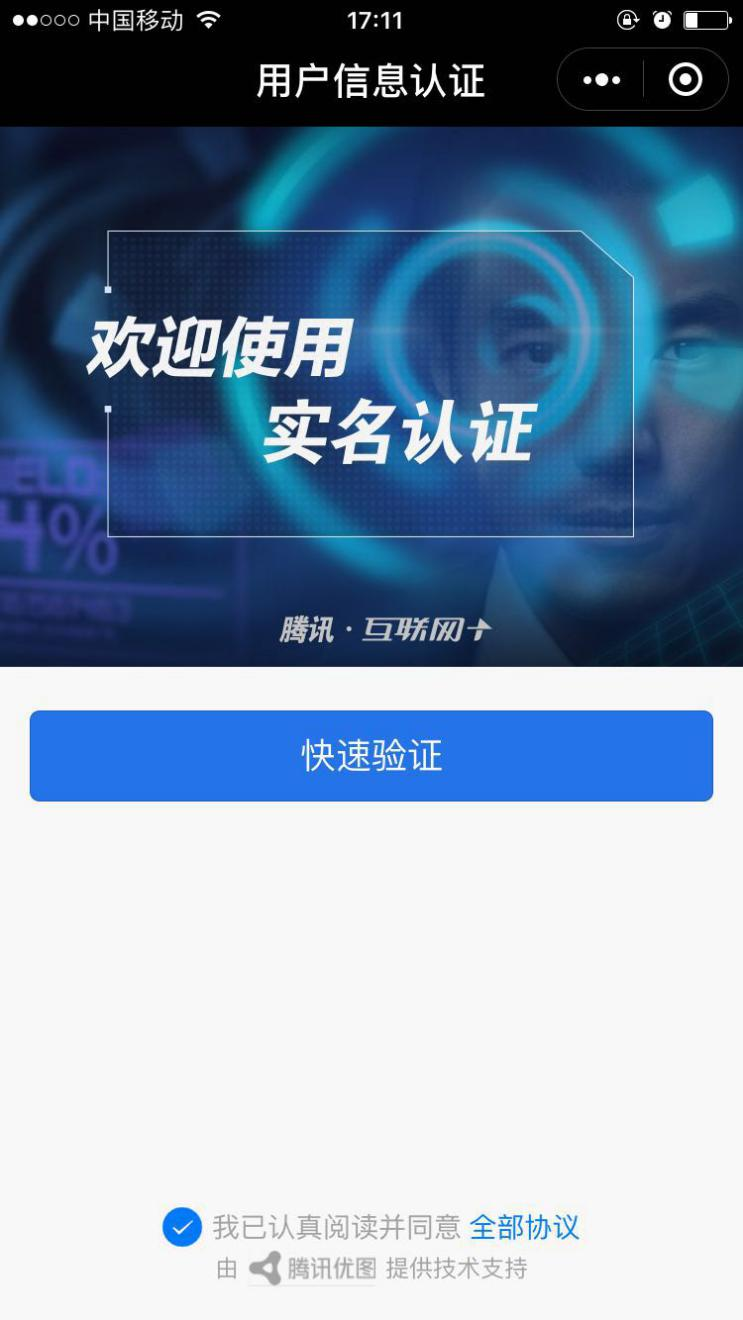 中国移动 17:11
用户信息认证
欢迎使用
实名认证
4%
腾讯·互联网+
快速验证
我已认真阅读并同意 全部协议
由 腾讯优图 提供技术支持